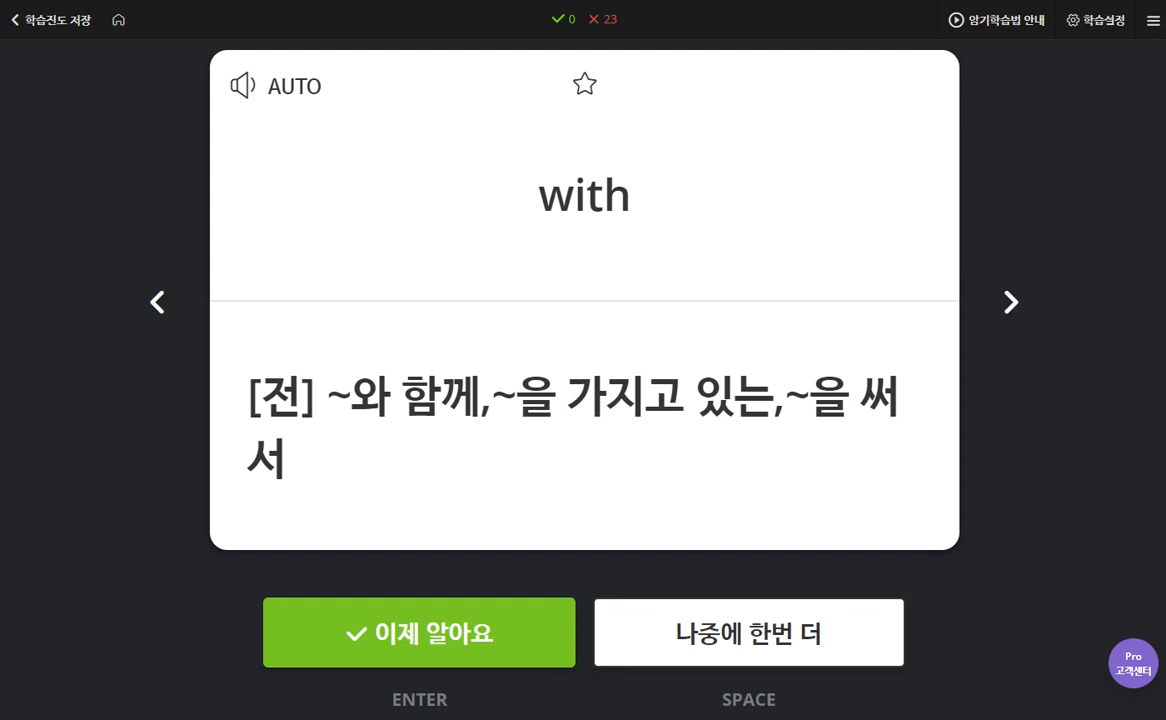 학습진도 저장
0 23
암기학습법 안내
학습설정
AUTO
with
[전] ~와 함께,~을 가지고 있는,~을 써
서
이제 알아요
나중에 한번 더
ENTER
SPACE
Pro
고객센터